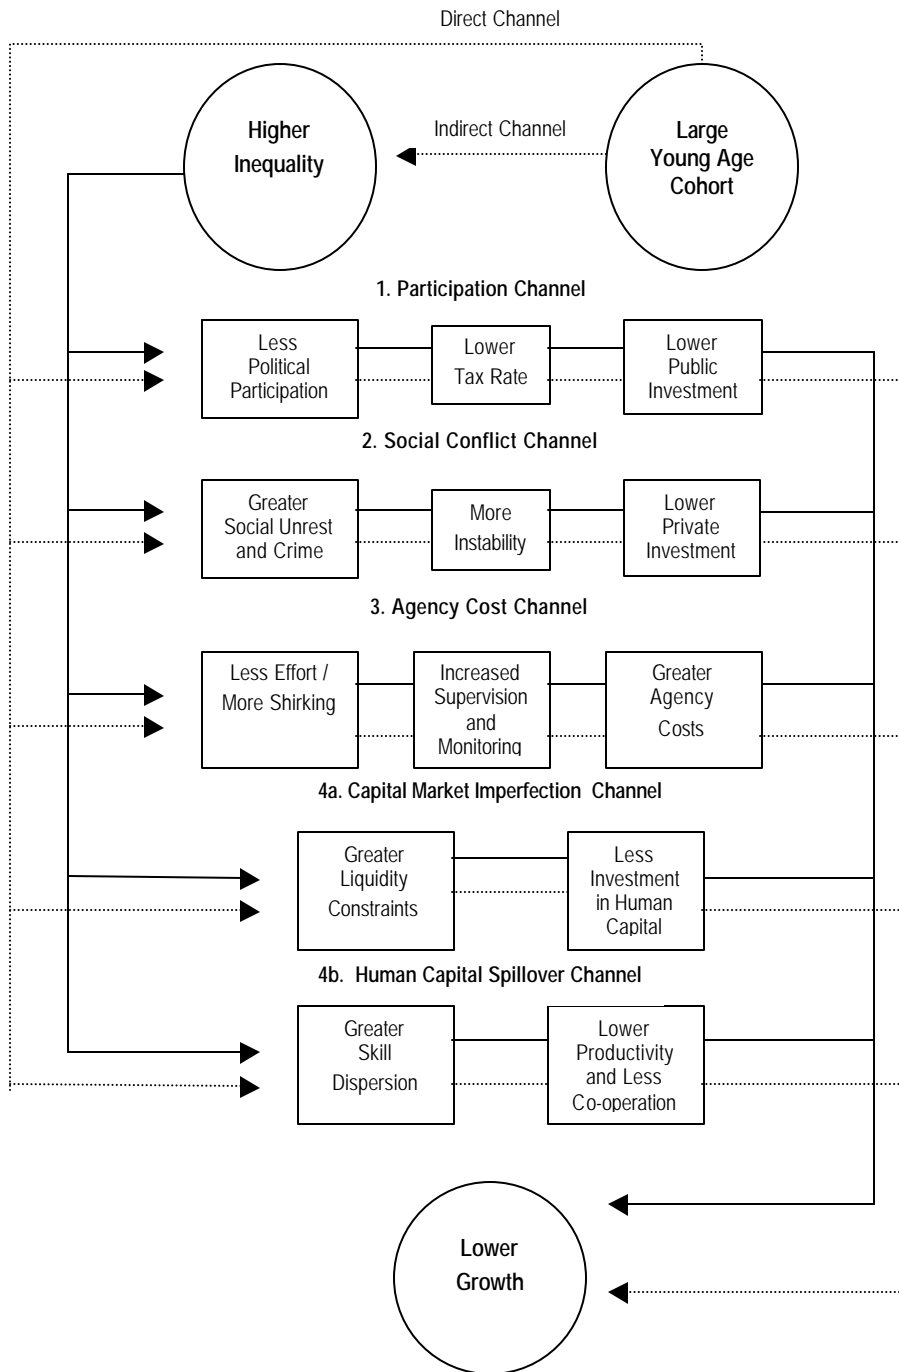 Direct Channel
Higher
Inequality
Indirect Channel
Large
Young Age
Cohort
1. Participation Channel
Less
Political
Participation
Lower
Tax Rate
Lower
Public
Investment
2. Social Conflict Channel
Greater
Social Unrest
and Crime
More
Instability
Lower
Private
Investment
3. Agency Cost Channel
Less Effort /
More Shirking
Increased
Supervision
and
Monitoring
Greater
Agency
Costs
4a. Capital Market Imperfection Channel
Greater
Liquidity
Constraints
Less
Investment
in Human
Capital
4b. Human Capital Spillover Channel
Greater
Skill
Dispersion
Lower
Productivity
and Less
Co-operation
Lower
Growth